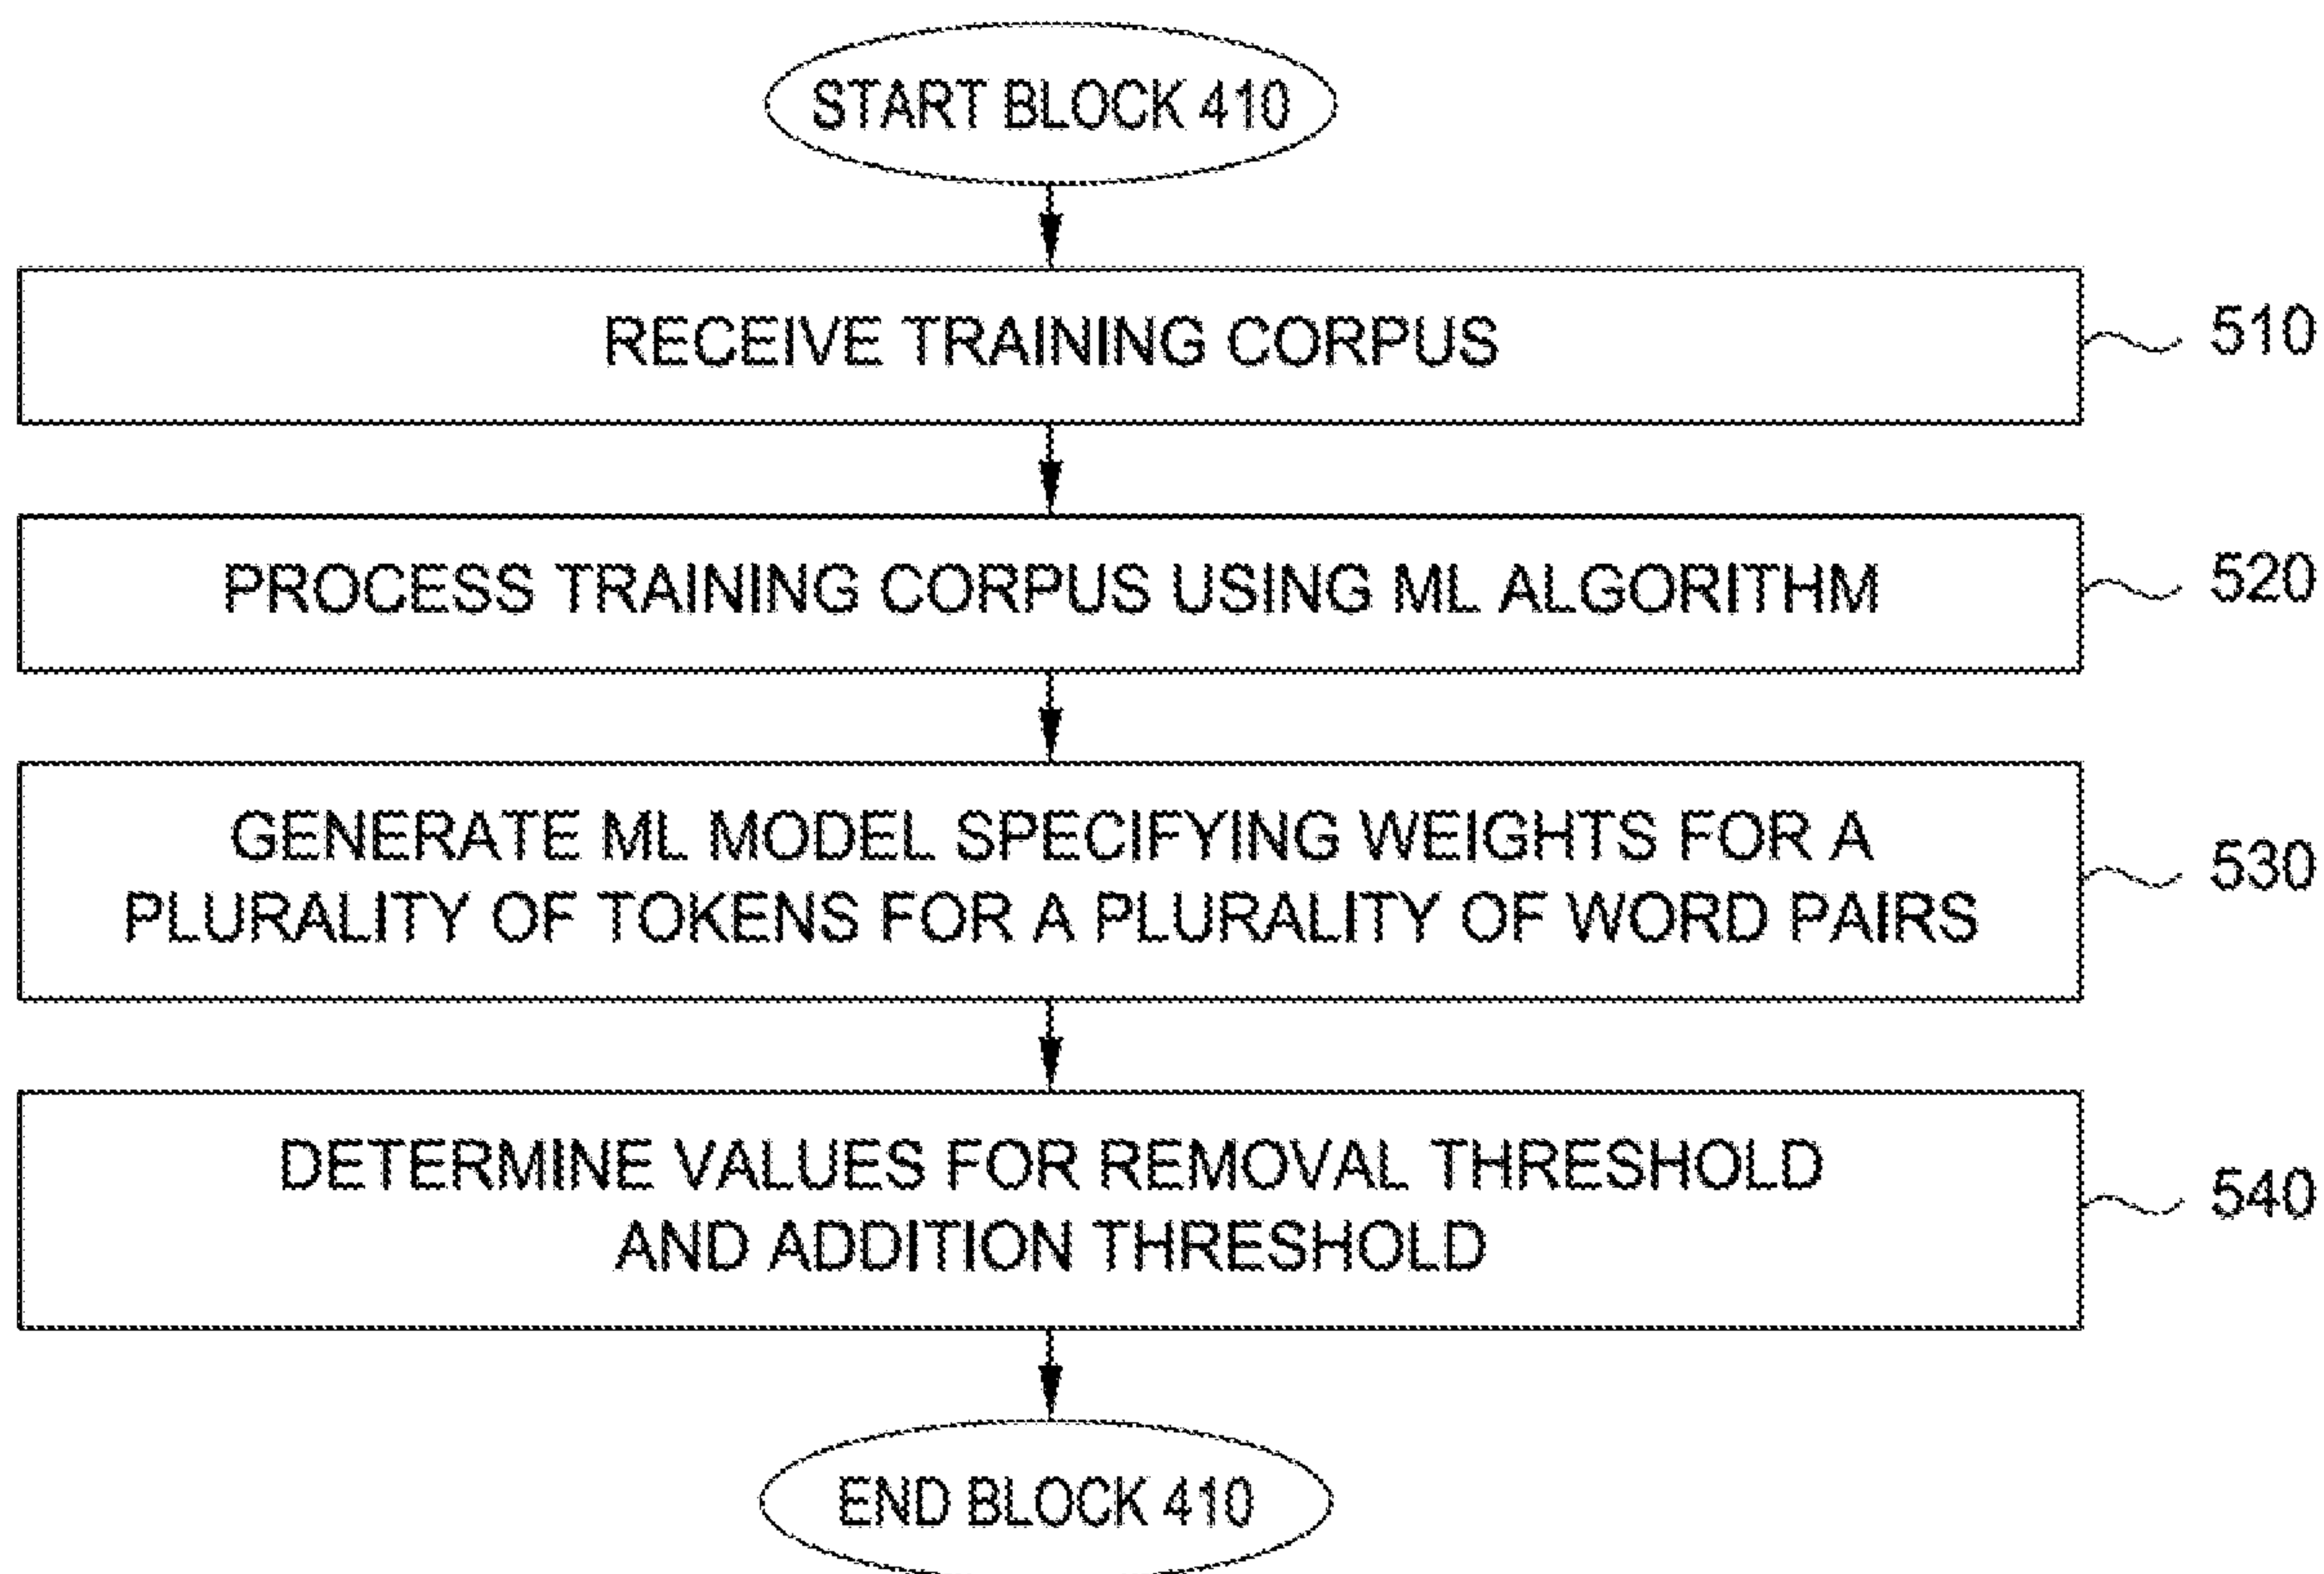 START BLOCK 410
RECEIVE TRAINING CORPUS
510
PROCESS TRAINING CORPUS USING ML ALGORITHM
520
GENERATE ML MODEL SPECIFYING WEIGHTS FOR A
PLURALITY OF TOKENS FOR A PLURALITY OF WORD PAIRS
530
DETERMINE VALUES FOR REMOVAL THRESHOLD
AND ADDITION THRESHOLD
540
END BLOCK 410